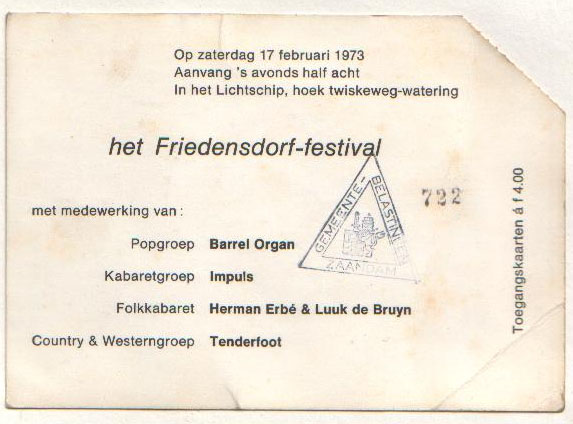 Op zaterdag 17 februari 1973
Aanvang 's avonds half acht
In het Lichtschip, hoek twiskeweg-watering
het Friedensdorf-festival
722
met medewerking van :
Popgroep Barrel Organ
Kabaretgroep Impuls
Folkkabaret Herman Erbé & Luuk de Bruyn
Country & Westerngroep Tenderfoot
GEMEENTE-
ZAANDAM
Toegangskaarten á f 4.00